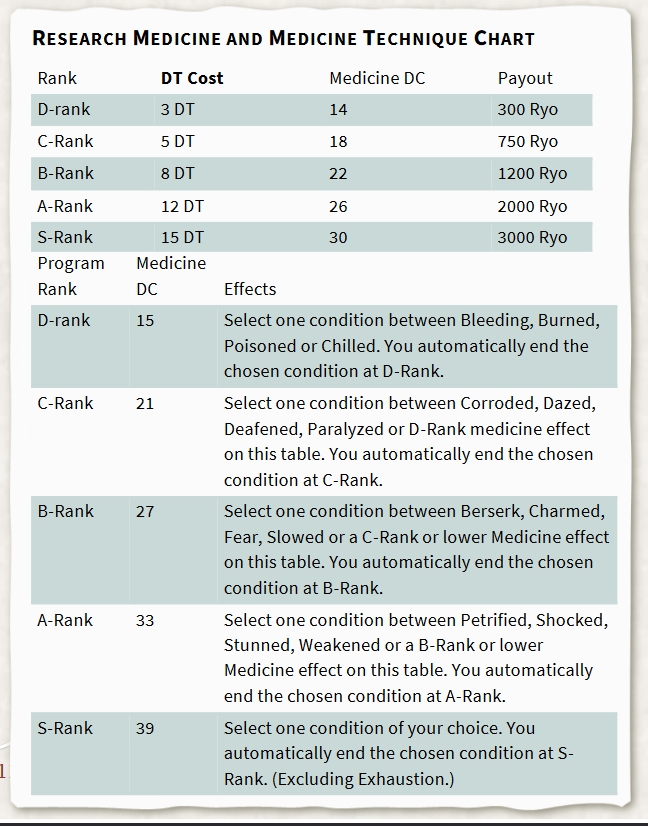 RESEARCH MEDICINE AND MEDICINE TECHNIQUE CHART
Rank DT Cost Medicine DC Payout
D-rank 3 DT 14 300 Ryo
C-Rank 5 DT 18 750 Ryo
B-Rank 8 DT 22 1200 Ryo
A-Rank 12 DT 26 2000 Ryo
S-Rank 15 DT 30 3000 Ryo
Program Medicine
Rank DC Effects
D-rank 15 Select one condition between Bleeding, Burned,
Poisoned or Chilled. You automatically end the
chosen condition at D-Rank.
C-Rank 21 Select one condition between Corroded, Dazed,
Deafened, Paralyzed or D-Rank medicine effect
on this table. You automatically end the chosen
condition at C-Rank.
B-Rank 27 Select one condition between Berserk, Charmed,
Fear, Slowed or a C-Rank or lower Medicine effect
on this table. You automatically end the chosen
condition at B-Rank.
A-Rank 33 Select one condition between Petrified, Shocked,
Stunned, Weakened or a B-Rank or lower
Medicine effect on this table. You automatically
end the chosen condition at A-Rank.
S-Rank 39 Select one condition of your choice. You
automatically end the chosen condition at S-
Rank. (Excluding Exhaustion.)